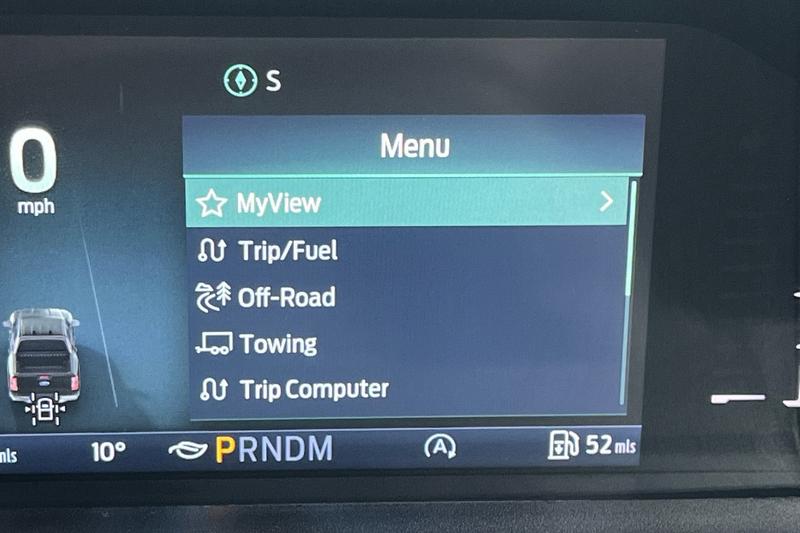 S
Menu
0
mph
MyView
Trip/Fuel
Off-Road
Towing
Trip Computer
mls 10° PRNDM A 52 mls